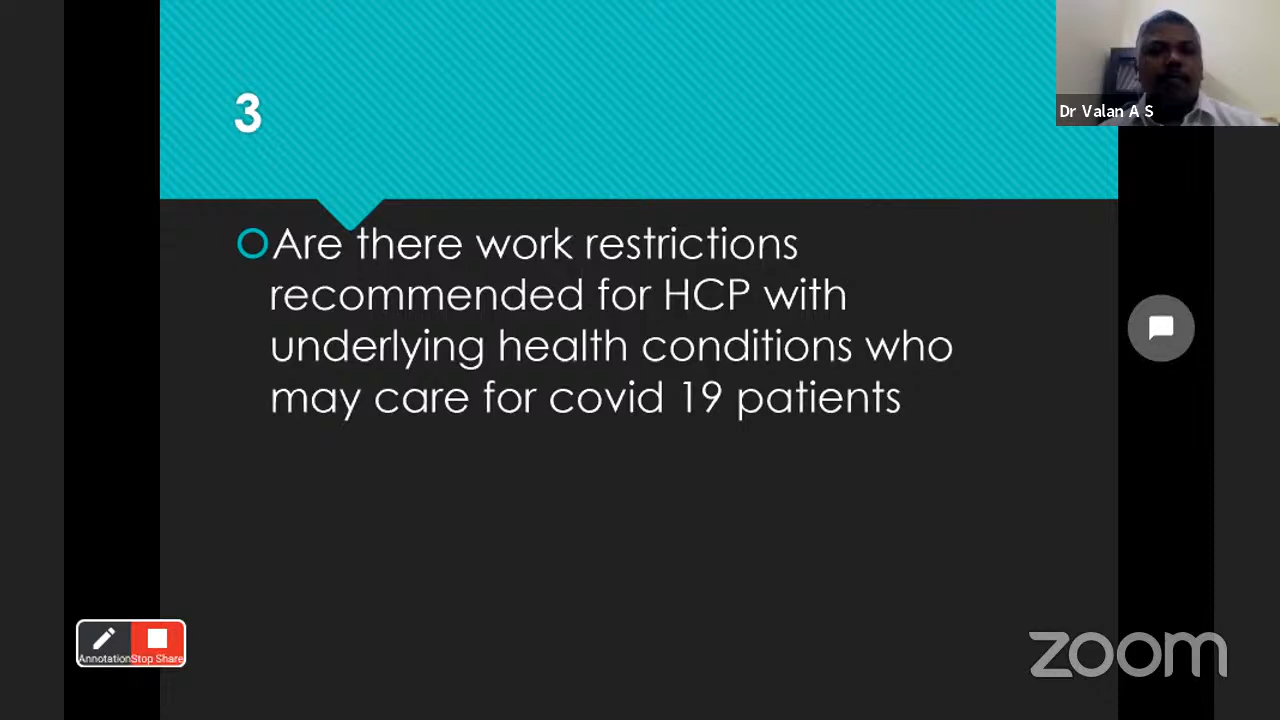 3
Dr Valan A S
Are there work restrictions
recommended for HCP with
underlying health conditions who
may care for covid 19 patients
Annotation Stop Share
zoom